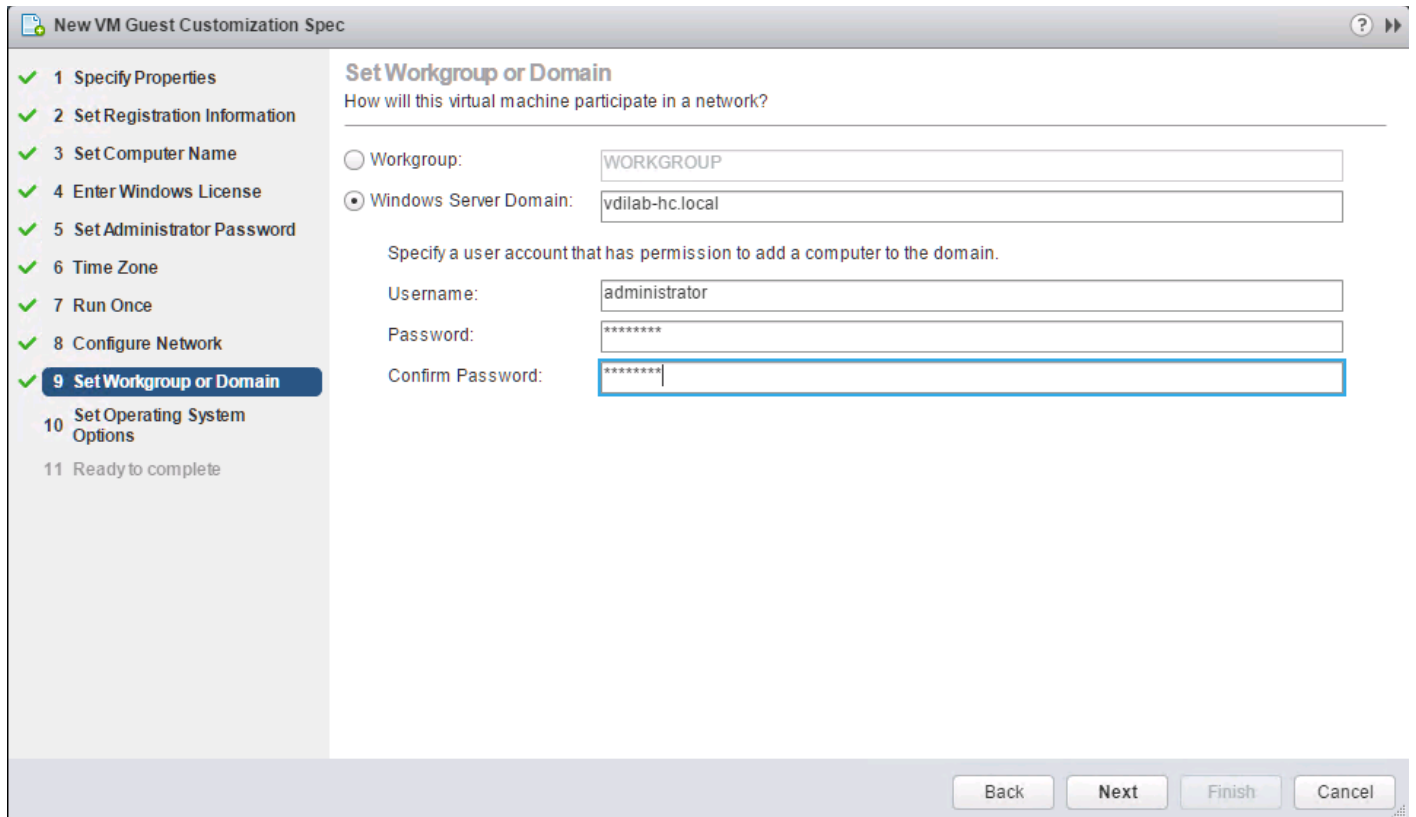 New VM Guest Customization Spec
?
1 Specify Properties
2 Set Registration Information
3 Set Computer Name
4 Enter Windows License
5 Set Administrator Password
6 Time Zone
7 Run Once
8 Configure Network
9 Set Workgroup or Domain
10 Set Operating System
Options
11 Ready to complete
Set Workgroup or Domain
How will this virtual machine participate in a network?
Workgroup: WORKGROUP
Windows Server Domain: vdilab-hc.local
Specify a user account that has permission to add a computer to the domain.
Username: administrator
Password: ********
Confirm Password: ********
Back Next Finish Cancel